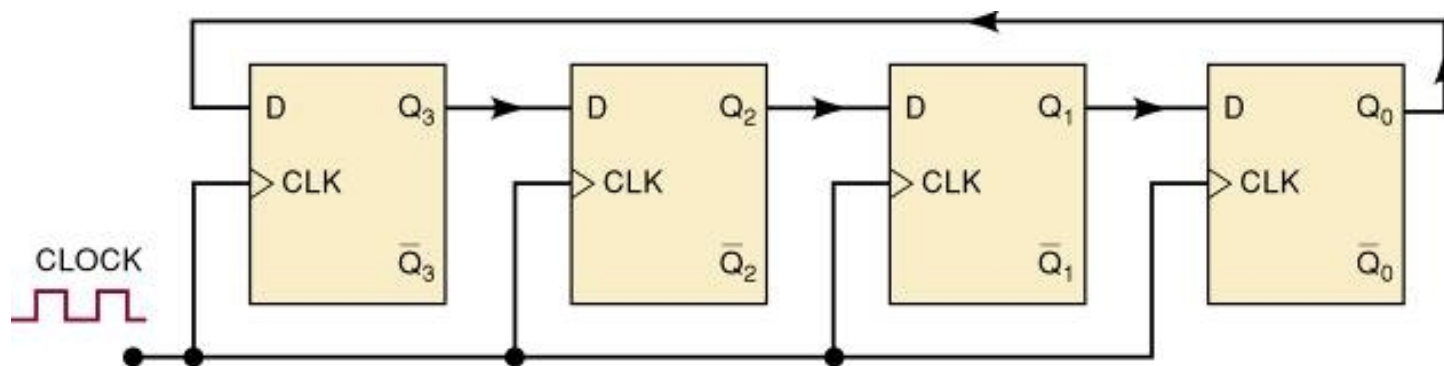 D Q₃ D Q₂ D Q₁ D Q₀
CLK CLK CLK CLK
CLOCK Q̅₃ Q̅₂ Q̅₁ Q̅₀